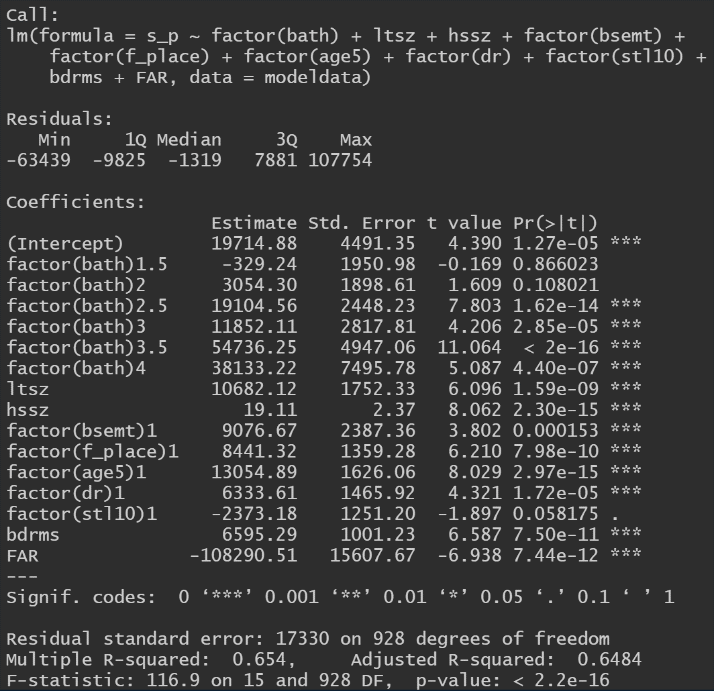 Call:
lm(formula = s_p ~ factor(bath) + ltsz + hssz + factor(bsemt) +
    factor(f_place) + factor(age5) + factor(dr) + factor(stl10) +
    bdrms + FAR, data = modeldata)

Residuals:
   Min     1Q Median     3Q    Max
-63439  -9825  -1319   7881 107754

Coefficients:
                   Estimate Std. Error t value Pr(>|t|)
(Intercept)        19714.88    4491.35   4.390 1.27e-05 ***
factor(bath)1.5     -329.24    1950.98  -0.169 0.866023
factor(bath)2       3054.30    1898.61   1.609 0.108021
factor(bath)2.5    19104.56    2448.23   7.803 1.62e-14 ***
factor(bath)3      11852.11    2817.81   4.206 2.85e-05 ***
factor(bath)3.5    54736.25    4947.06  11.064  < 2e-16 ***
factor(bath)4      38133.22    7495.78   5.087 4.40e-07 ***
ltsz               10682.12    1752.33   6.096 1.59e-09 ***
hssz                  19.11       2.37   8.062 2.30e-15 ***
factor(bsemt)1      9076.67    2387.36   3.802 0.000153 ***
factor(f_place)1    8441.32    1359.28   6.210 7.98e-10 ***
factor(age5)1      13054.89    1626.06   8.029 2.97e-15 ***
factor(dr)1         6333.61    1465.92   4.321 1.72e-05 ***
factor(stl10)1     -2373.18    1251.20  -1.897 0.058175 .
bdrms               6595.29    1001.23   6.587 7.50e-11 ***
FAR              -108290.51   15607.67  -6.938 7.44e-12 ***
---
Signif. codes:  0 ‘***’ 0.001 ‘**’ 0.01 ‘*’ 0.05 ‘.’ 0.1 ‘ ’ 1

Residual standard error: 17330 on 928 degrees of freedom
Multiple R-squared:  0.654,     Adjusted R-squared:  0.6484
F-statistic: 116.9 on 15 and 928 DF,  p-value: < 2.2e-16